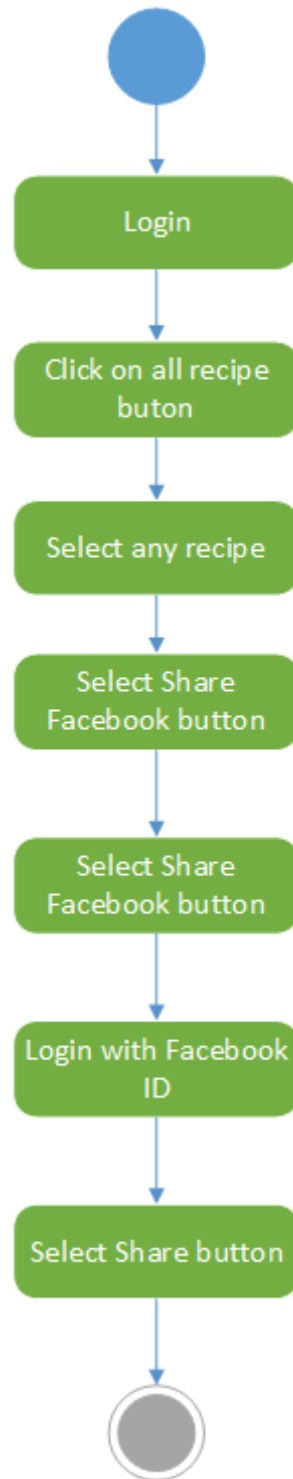 Login
Click on all recipe
buton
Select any recipe
Select Share
Facebook button
Select Share
Facebook button
Login with Facebook
ID
Select Share button